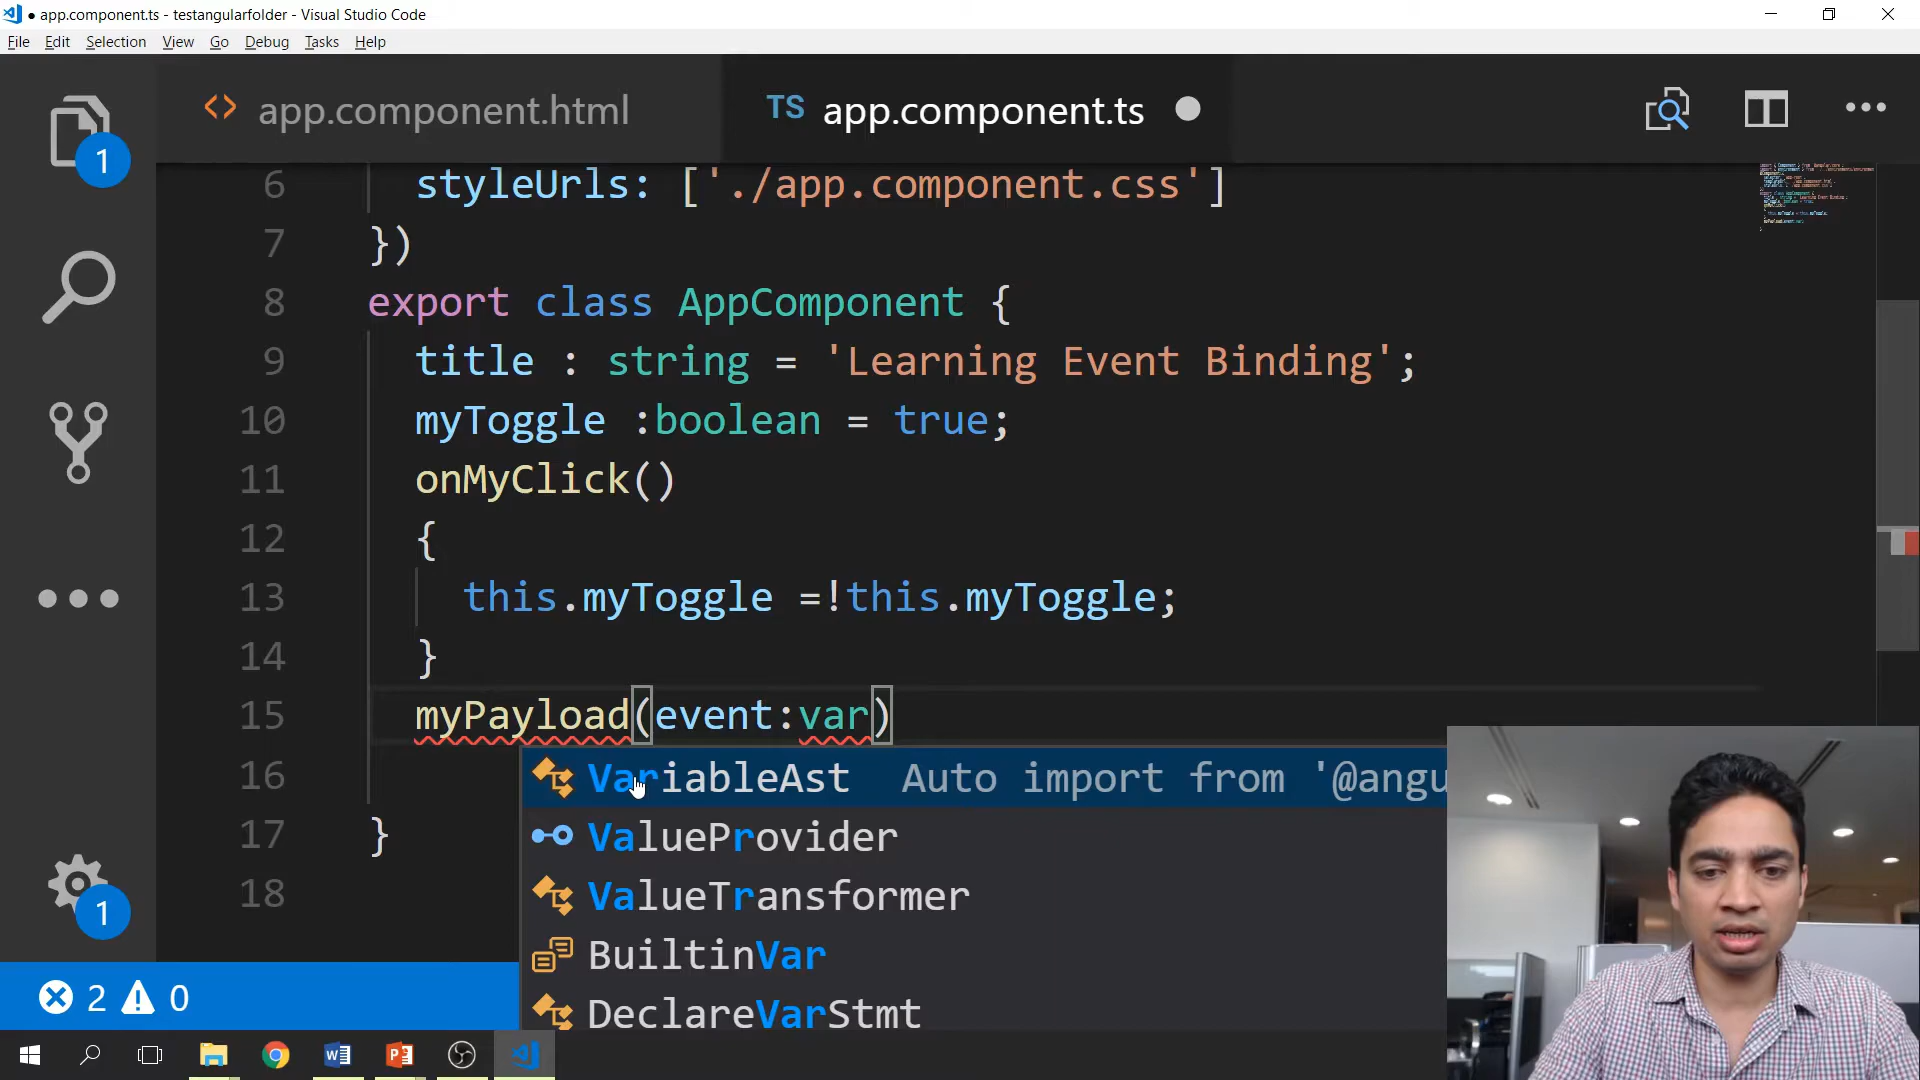 app.component.ts - testangularfolder - Visual Studio Code
File Edit Selection View Go Debug Tasks Help
app.component.html TS app.component.ts
1
6 styleUrls: ['./app.component.css']
7 })
8 export class AppComponent {
9 title : string = 'Learning Event Binding';
10 myToggle :boolean = true;
11 onMyClick()
12 {
13 this.myToggle =!this.myToggle;
14 }
15 myPayload(event:var)
16
VariableAst Auto import from '@angu
ValueProvider
17 }
ValueTransformer
18
1
BuiltinVar
DeclareVarStmt
2 0